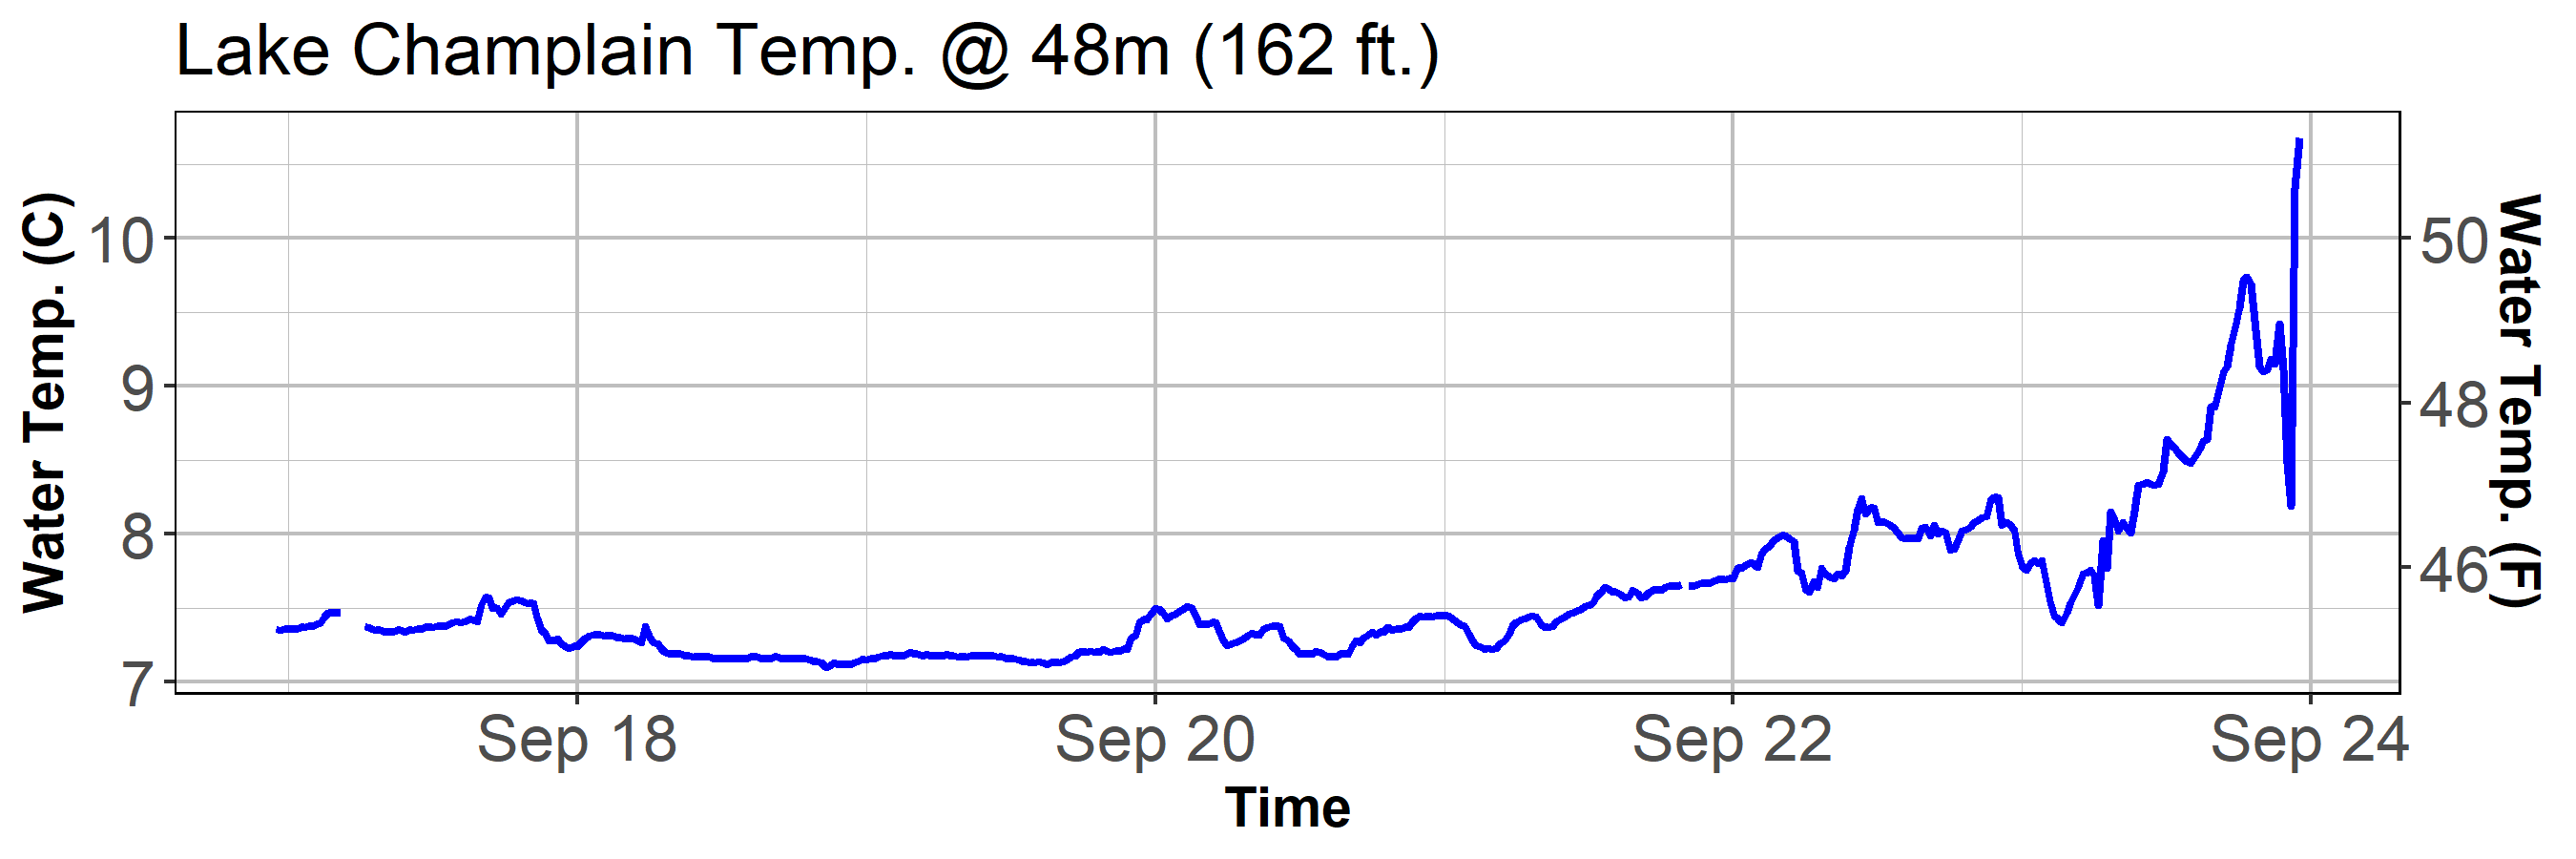 Lake Champlain Temp. @ 48m (162 ft.)
Water Temp. (C)
10
9
8
7
50
48
46
Water Temp. (F)
Sep 18 Sep 20 Sep 22 Sep 24
Time